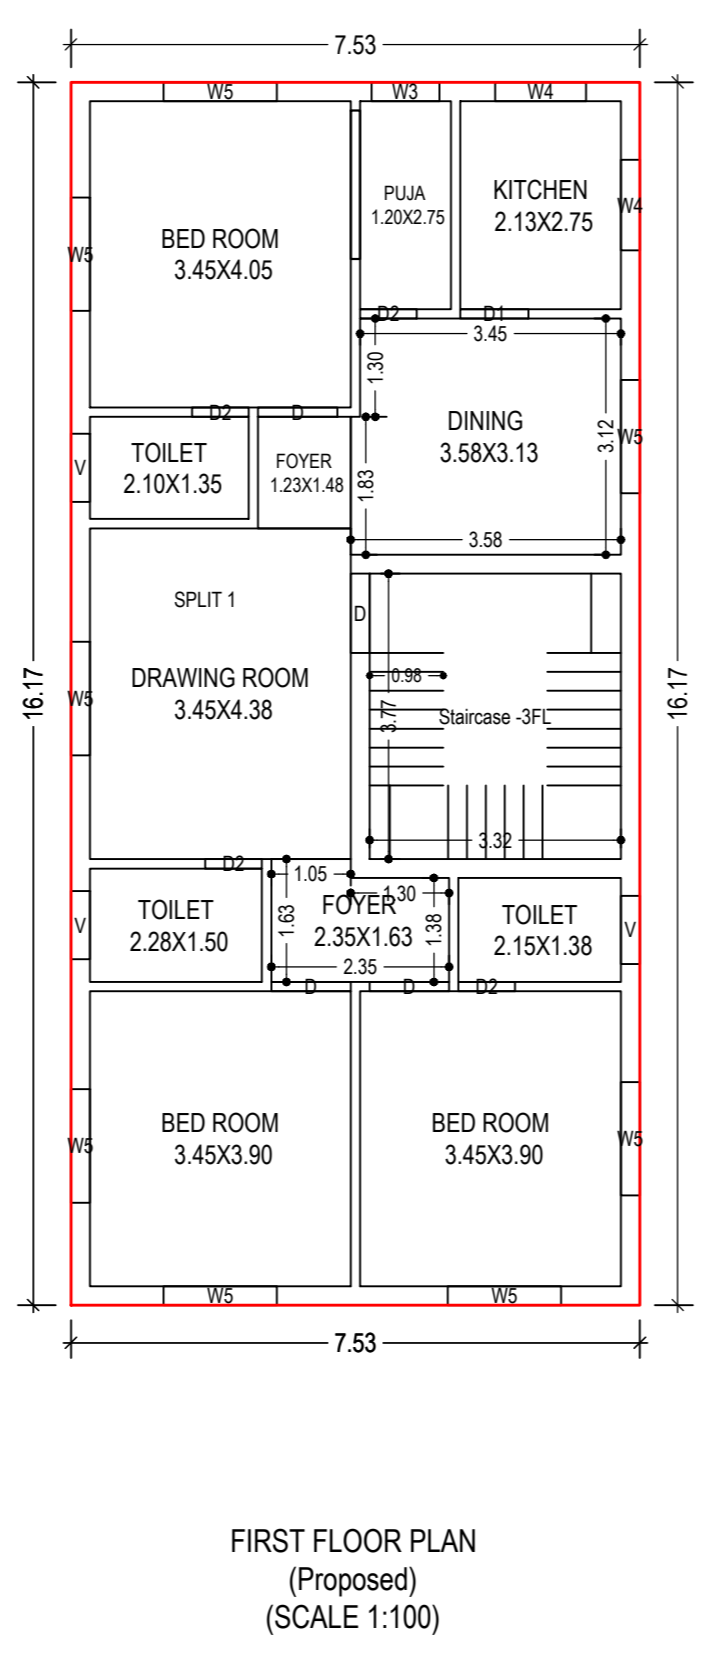 7.53
W5
W3
W4
PUJA
1.20X2.75
KITCHEN
2.13X2.75
W4
BED ROOM
3.45X4.05
W5
D2
D1
3.45
1.30
D2
D
DINING
3.58X3.13
3.12
W5
TOILET
2.10X1.35
V
FOYER
1.23X1.48
1.83
3.58
SPLIT 1
D
16.17
W5
DRAWING ROOM
3.45X4.38
0.98
3.77
Staircase -3FL
16.17
3.32
D2
1.05
1.30
TOILET
2.28X1.50
V
1.63
FOYER
2.35X1.63
1.38
2.35
TOILET
2.15X1.38
V
D
D
D2
BED ROOM
3.45X3.90
W5
BED ROOM
3.45X3.90
W5
W5
W5
7.53
FIRST FLOOR PLAN
(Proposed)
(SCALE 1:100)